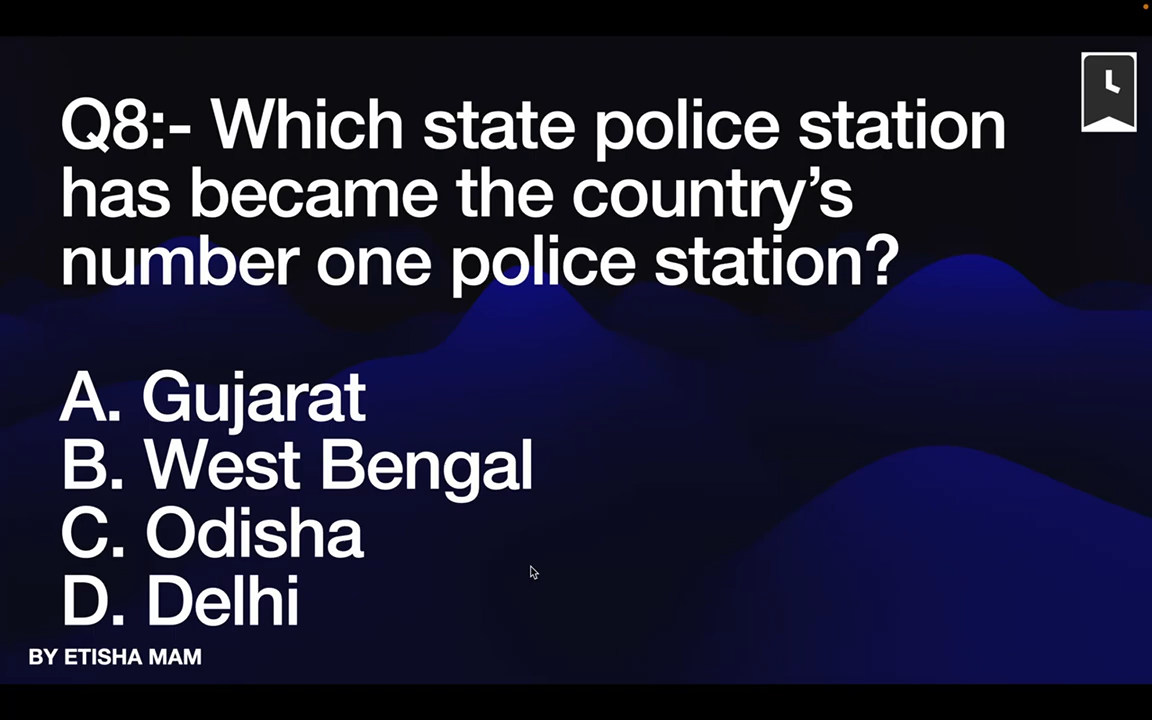 Q8:- Which state police station
has became the country’s
number one police station?
A. Gujarat
B. West Bengal
C. Odisha
D. Delhi
BY ETISHA MAM